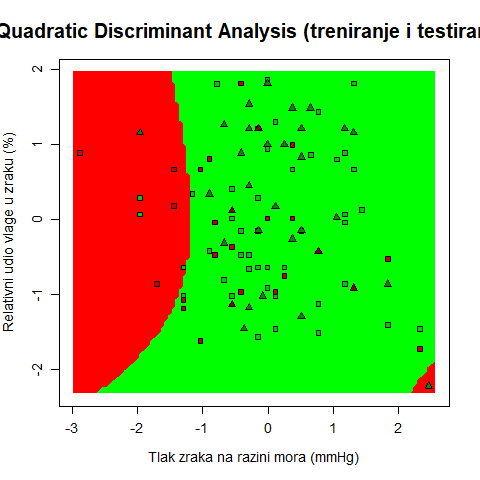 Quadratic Discriminant Analysis (treniranje i testiran
2
1
0
-1
-2
Relativni udio vlage u zraku (%)
-3 -2 -1 0 1 2
Tlak zraka na razini mora (mmHg)